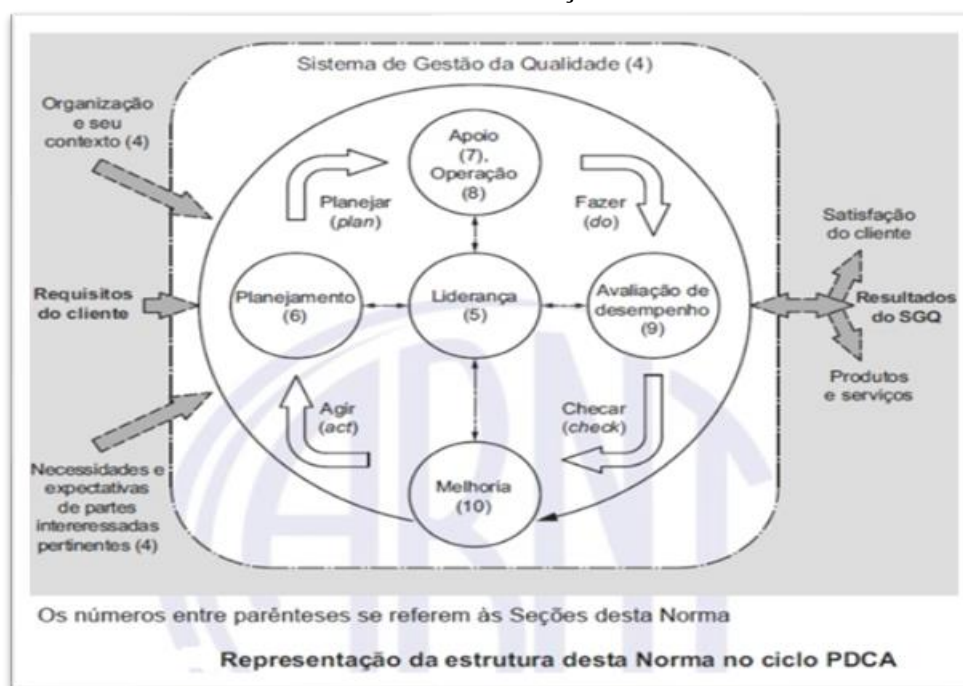 Sistema de Gestão da Qualidade (4)
Organização
e seu
contexto (4)
Apoio
(7),
Operação
(8)
Planejar
(plan)
Fazer
(do)
Satisfação
do cliente
Requisitos
do cliente
Planejamento
(6)
Liderança
(5)
Avaliação de
desempenho
(9)
Resultados
do SGQ
Produtos
e serviços
Agir
(act)
Checar
(check)
Necessidades e
expectativas
de partes
intereressadas
pertinentes (4)
Melhoria
(10)
ABNT
Os números entre parênteses se referem às Seções desta Norma
Representação da estrutura desta Norma no ciclo PDCA